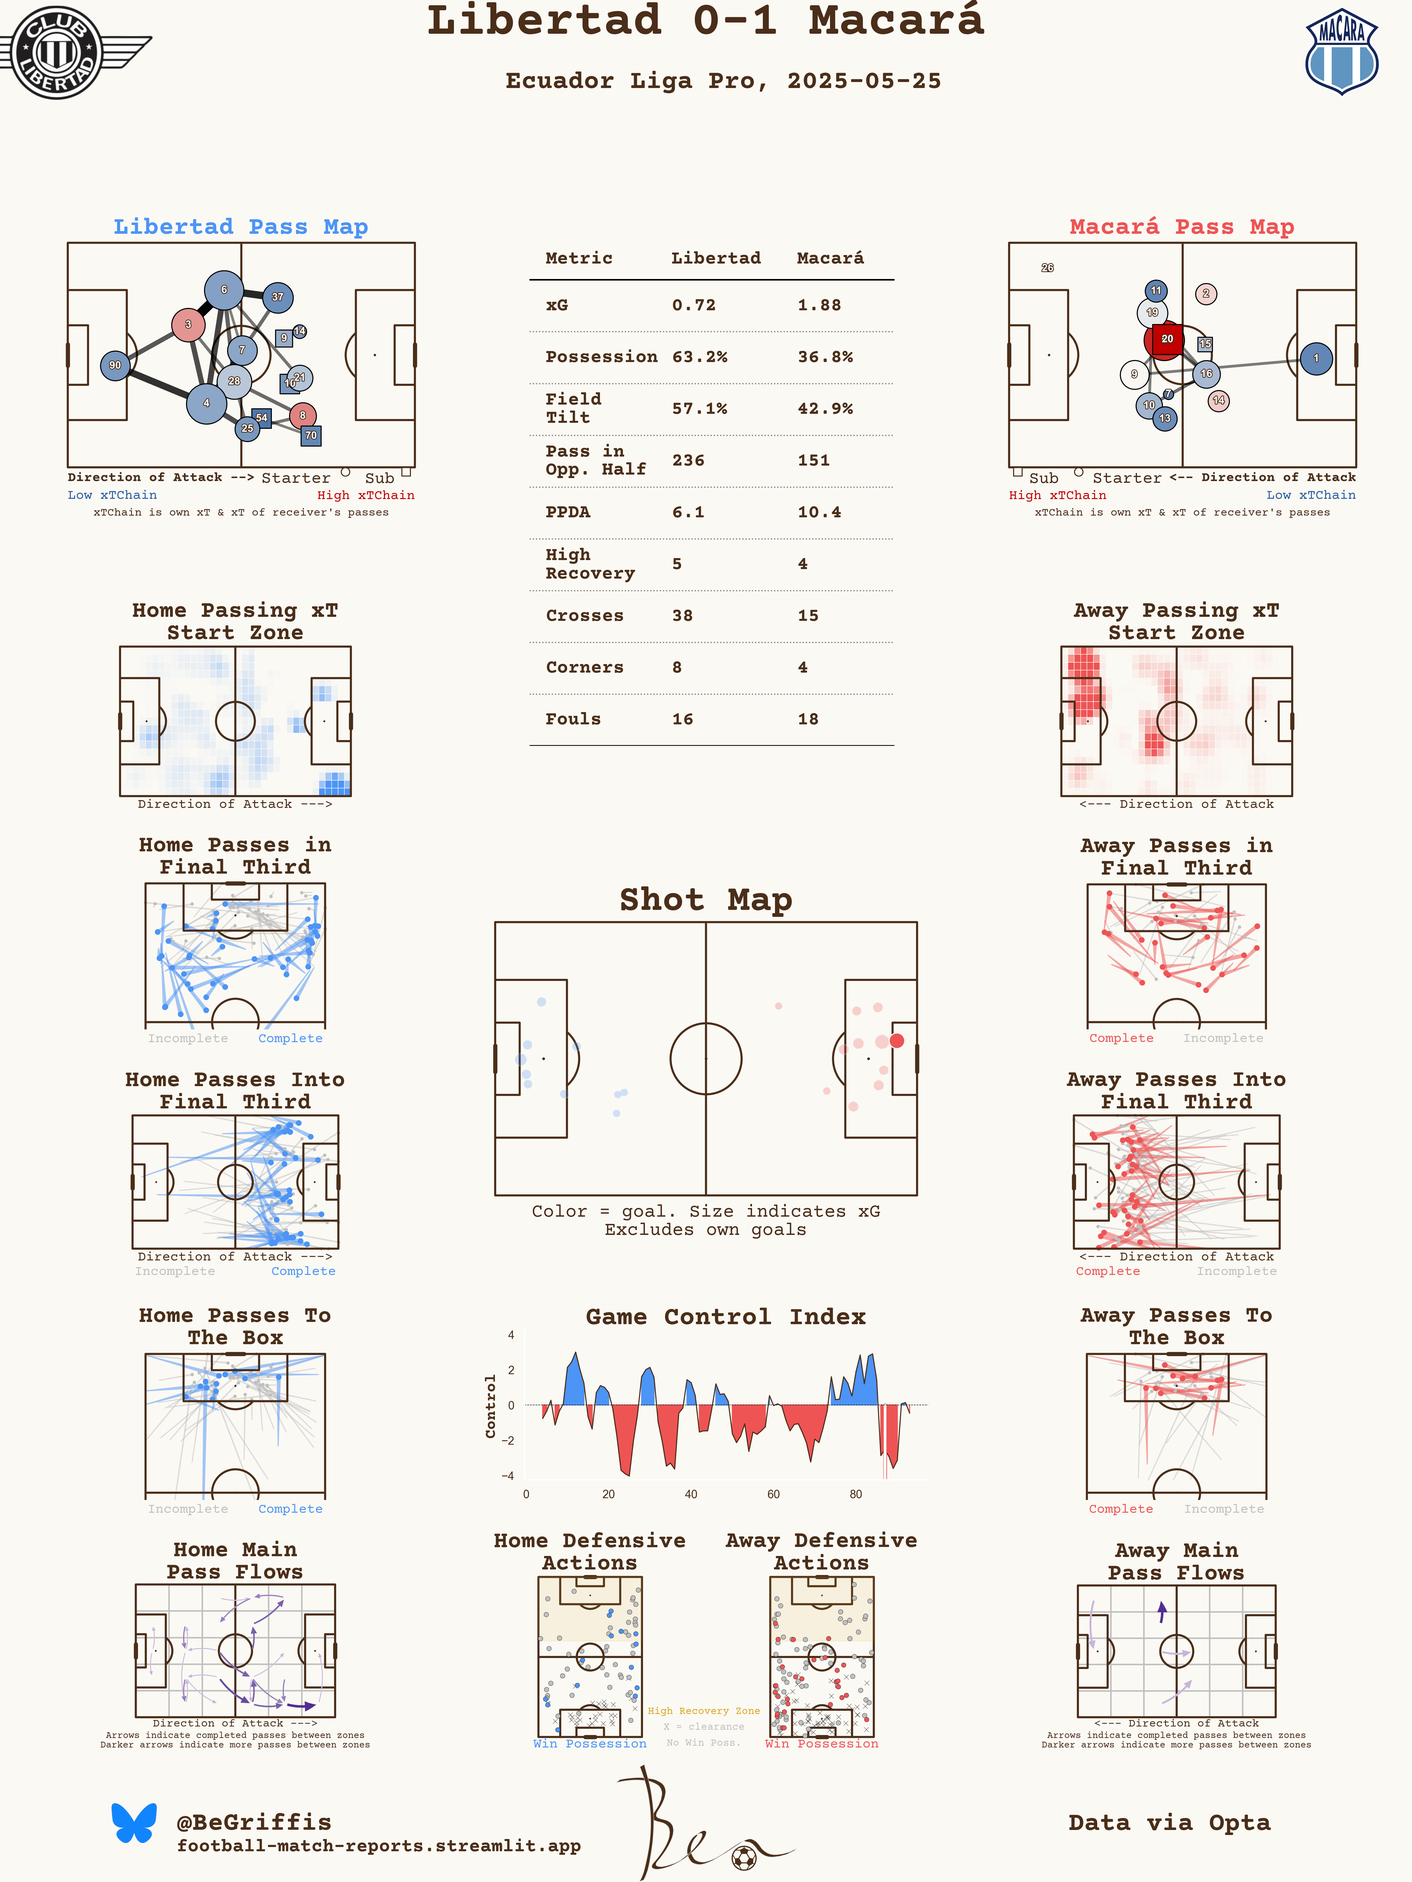 Libertad 0-1 Macará
Ecuador Liga Pro, 2025-05-25
CLUB
LIBERTAD
MACARA
Libertad Pass Map
6
37
3
14
9
7
90
28
10
21
4
8
54
25
70
Direction of Attack --> Starter Sub
Low xTChain High xTChain
xTChain is own xT & xT of receiver's passes
Metric Libertad Macará
xG 0.72 1.88
Possession 63.2% 36.8%
Field
Tilt 57.1% 42.9%
Pass in
Opp. Half 236 151
PPDA 6.1 10.4
High
Recovery 5 4
Crosses 38 15
Corners 8 4
Fouls 16 18
Macará Pass Map
26
11
2
19
20
15
1
9
16
7
10
14
13
Sub Starter <-- Direction of Attack
High xTChain Low xTChain
xTChain is own xT & xT of receiver's passes
Home Passing xT
Start Zone
Direction of Attack --->
Away Passing xT
Start Zone
<--- Direction of Attack
Home Passes in
Final Third
Incomplete Complete
Away Passes in
Final Third
Complete Incomplete
Shot Map
Color = goal. Size indicates xG
Excludes own goals
Home Passes Into
Final Third
Direction of Attack --->
Incomplete Complete
Away Passes Into
Final Third
<--- Direction of Attack
Complete Incomplete
Home Passes To
The Box
Incomplete Complete
Game Control Index
Control
4
2
0
−2
−4
0 20 40 60 80
Away Passes To
The Box
Complete Incomplete
Home Main
Pass Flows
Direction of Attack --->
Arrows indicate completed passes between zones
Darker arrows indicate more passes between zones
Home Defensive
Actions
Win Possession
High Recovery Zone
X = clearance
No Win Poss.
Away Defensive
Actions
Win Possession
Away Main
Pass Flows
<--- Direction of Attack
Arrows indicate completed passes between zones
Darker arrows indicate more passes between zones
@BeGriffis
football-match-reports.streamlit.app
Ben
Data via Opta